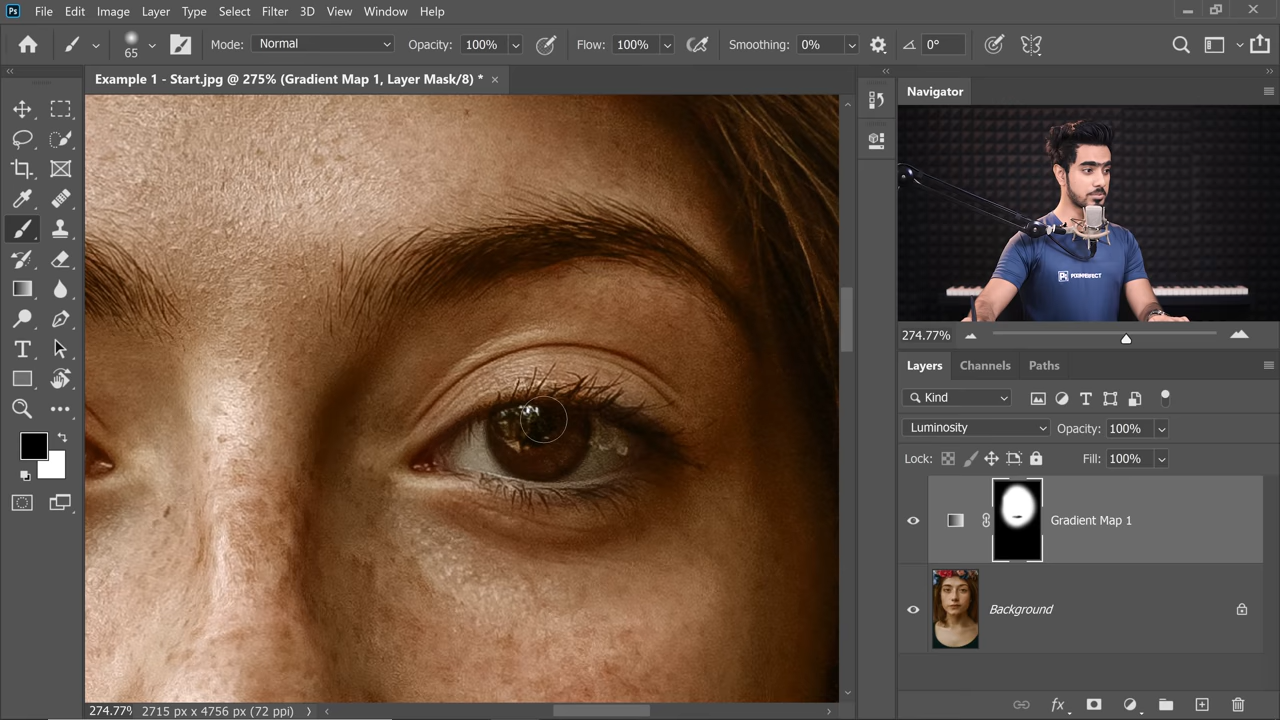 Ps File Edit Image Layer Type Select Filter 3D View Window Help
65 Mode: Normal Opacity: 100% Flow: 100% Smoothing: 0% 0°
Example 1 - Start.jpg @ 275% (Gradient Map 1, Layer Mask/8) *
Navigator
PIXIMPERFECT
274.77%
Layers Channels Paths
Kind
Luminosity Opacity: 100%
Lock: Fill: 100%
Gradient Map 1
Background
fx
274.77% 2715 px x 4756 px (72 ppi)